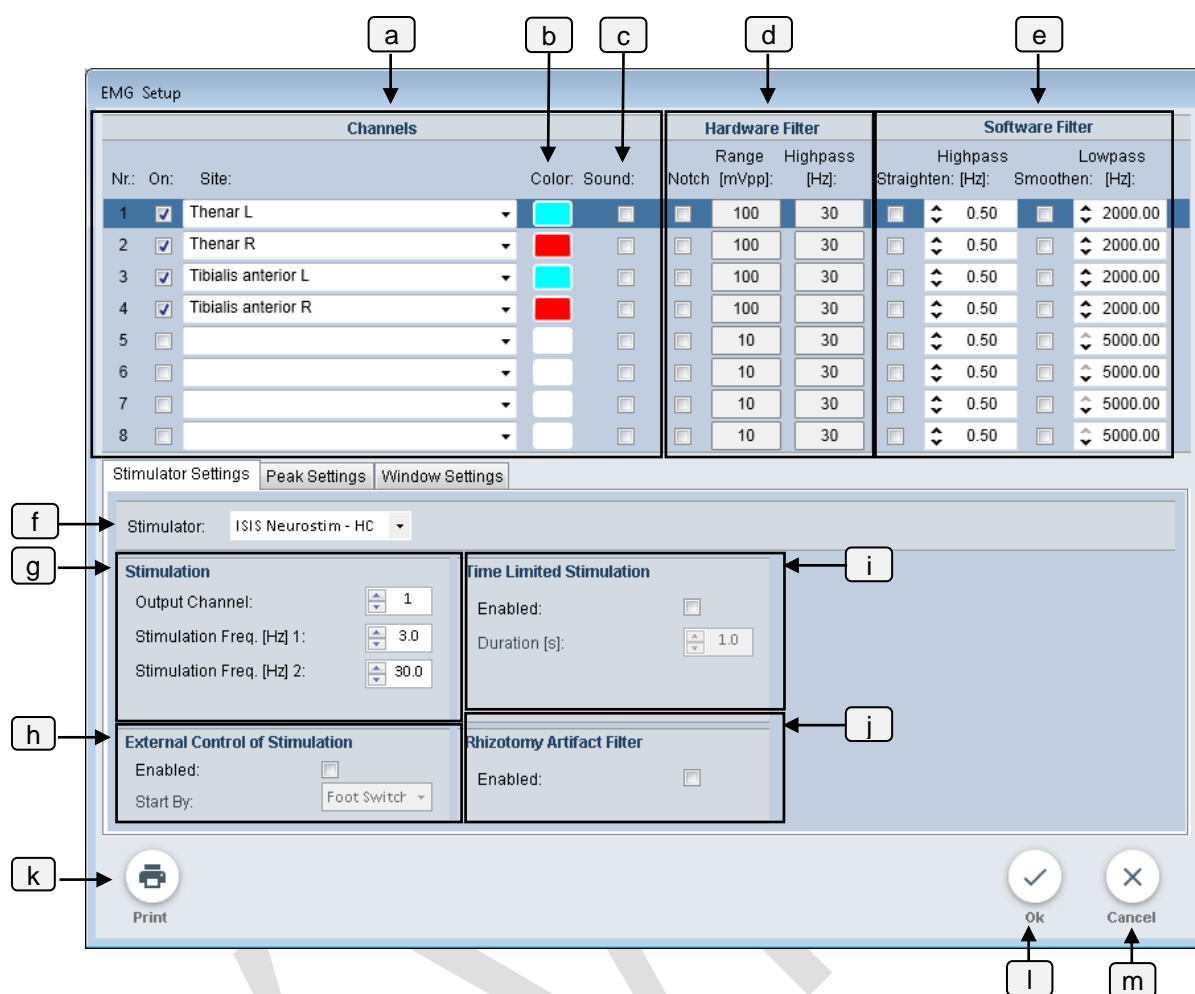 a b c d e
EMG Setup
Channels Hardware Filter Software Filter
Range Highpass Highpass Lowpass
Nr.: On: Site: Color: Sound: Notch [mVpp]: [Hz]: Straighten: [Hz]: Smoothen: [Hz]:
1 Thenar L 100 30 0.50 2000.00
2 Thenar R 100 30 0.50 2000.00
3 Tibialis anterior L 100 30 0.50 2000.00
4 Tibialis anterior R 100 30 0.50 2000.00
5 10 30 0.50 5000.00
6 10 30 0.50 5000.00
7 10 30 0.50 5000.00
8 10 30 0.50 5000.00
Stimulator Settings Peak Settings Window Settings
f Stimulator: ISIS Neurostim - HC
g Stimulation Time Limited Stimulation i
Output Channel: 1 Enabled:
Stimulation Freq. [Hz] 1: 3.0 Duration [s]: 1.0
Stimulation Freq. [Hz] 2: 30.0
h External Control of Stimulation Rhizotomy Artifact Filter j
Enabled: Enabled:
Start By: Foot Switch
k Print Ok Cancel
l m